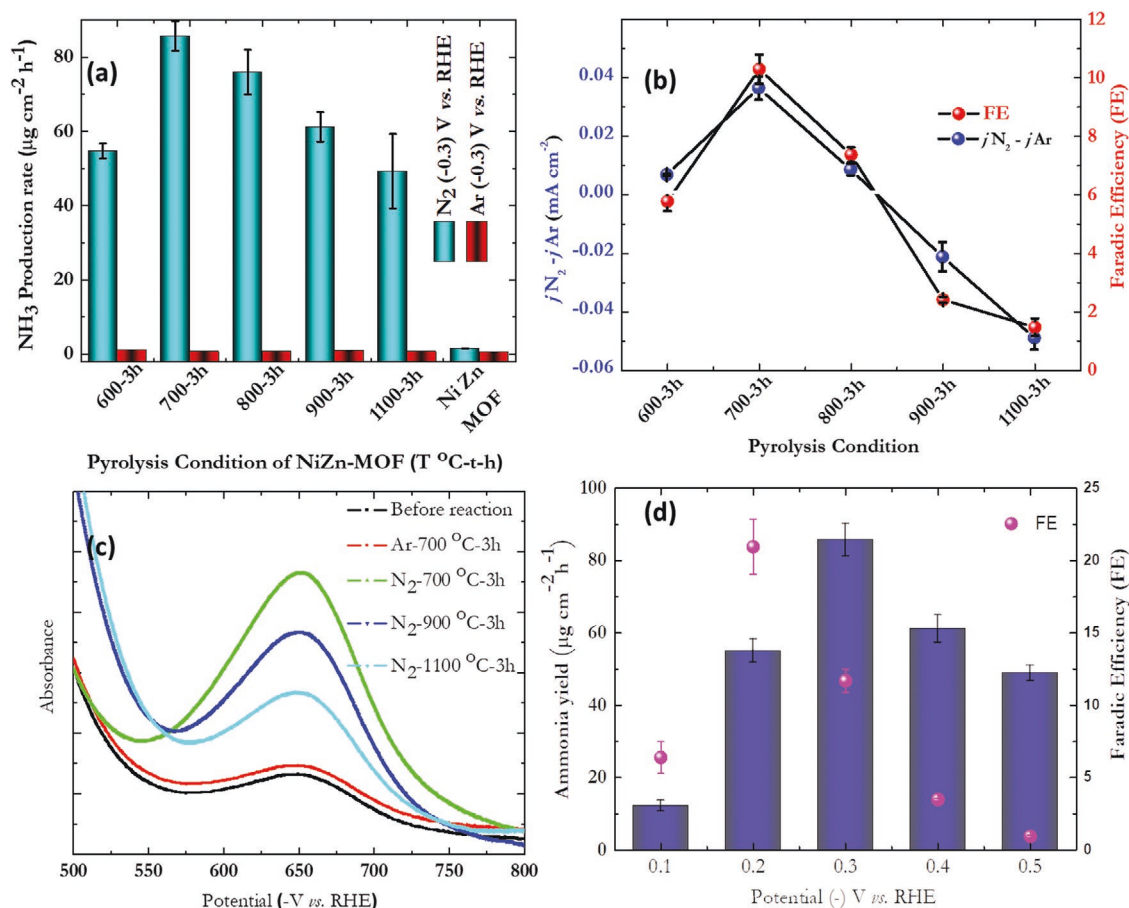 (a)
NH3 Production rate (µg cm-2 h-1)
80
60
40
20
0
N2 (-0.3) V vs. RHE
Ar (-0.3) V vs. RHE
600-3h
700-3h
800-3h
900-3h
1100-3h
Ni Zn
MOF
Pyrolysis Condition of NiZn-MOF (T OC-t-h)
(b)
jN2 -jAr (mA cm-2)
0.04
0.02
0.00
-0.02
-0.04
-0.06
FE
jN2 - jAr
12
10
8
6
4
2
0
Faradic Efficiency (FE)
600-3h
700-3h
800-3h
900-3h
1100-3h
Pyrolysis Condition
(c)
Absorbance
Before reaction
Ar-700 OC-3h
N2-700 OC-3h
N2-900 OC-3h
N2-1100 OC-3h
500
550
600
650
700
750
800
Potential (-V vs. RHE)
(d)
Ammonia yield (µg cm-2h-1)
100
80
60
40
20
0
FE
25
20
15
10
5
0
Faradic Efficiency (FE)
0.1
0.2
0.3
0.4
0.5
Potential (-) V vs. RHE